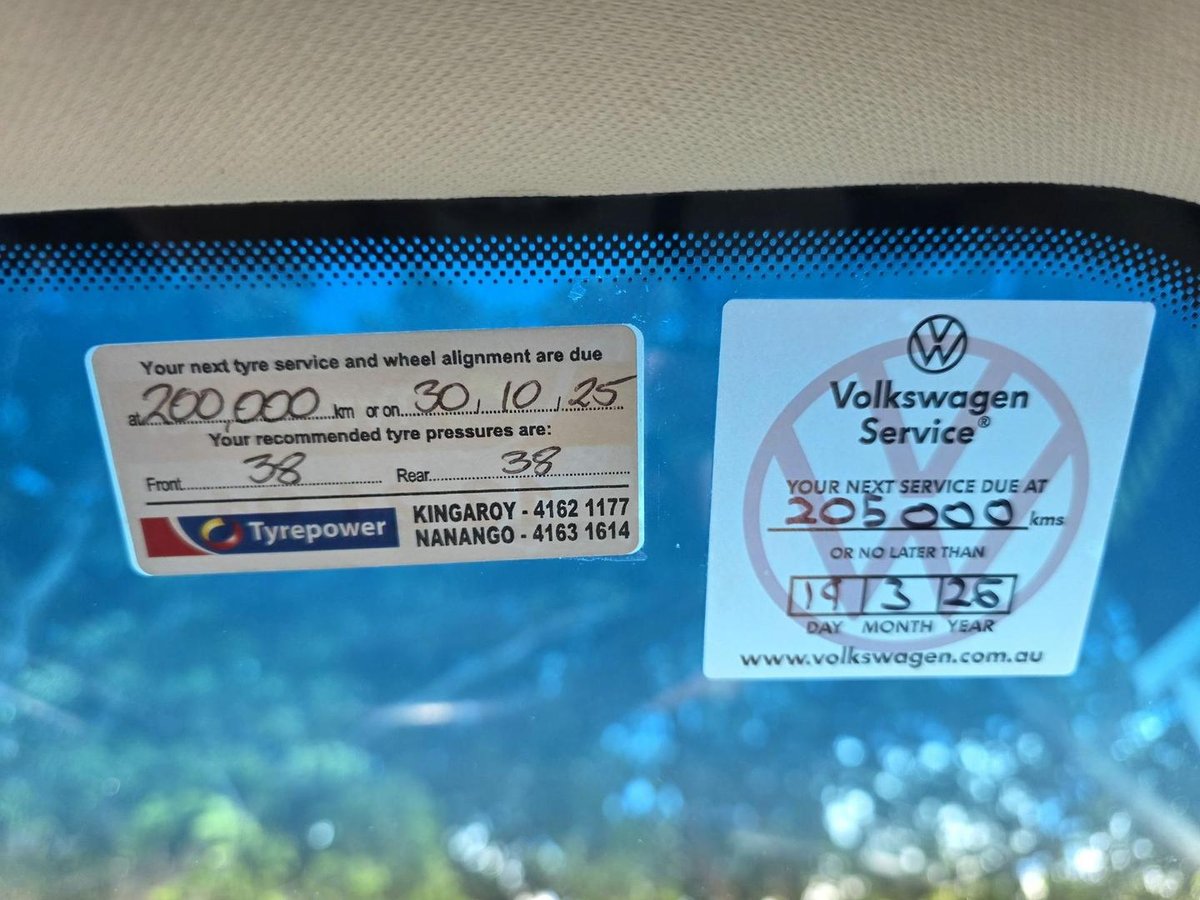 Your next tyre service and wheel alignment are due
at 200,000 km or on 30, 10, 25
Your recommended tyre pressures are:
Front 38 Rear 38
Tyrepower
KINGAROY - 4162 1177
NANANGO - 4163 1614
Volkswagen
Service®
YOUR NEXT SERVICE DUE AT
205000 kms
OR NO LATER THAN
19 3 26
DAY MONTH YEAR
www.volkswagen.com.au